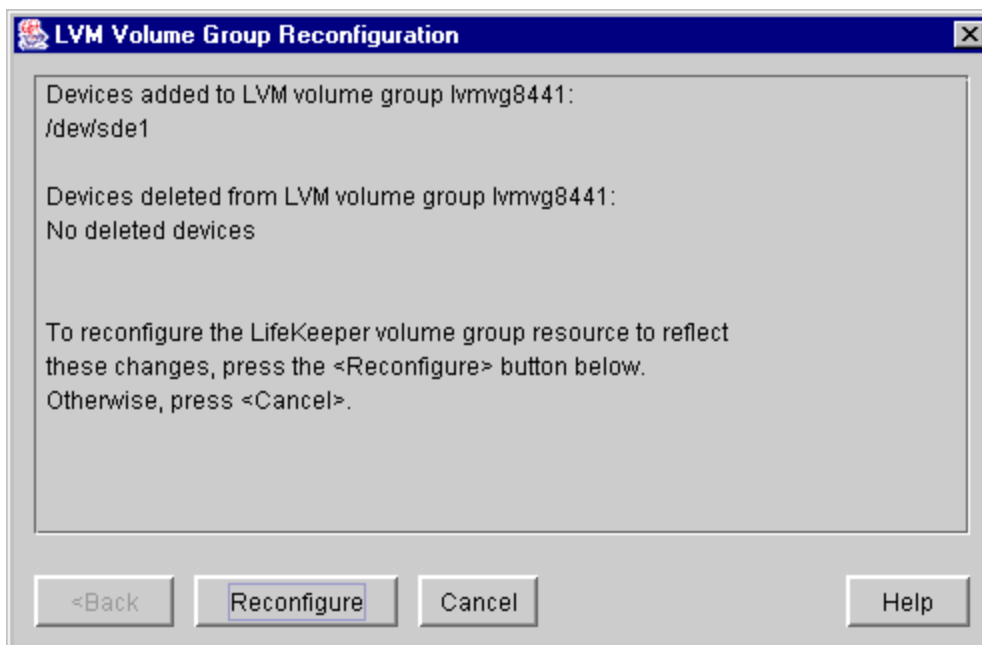 LVM Volume Group Reconfiguration
Devices added to LVM volume group lvmvg8441:
/dev/sde1
Devices deleted from LVM volume group lvmvg8441:
No deleted devices
To reconfigure the LifeKeeper volume group resource to reflect
these changes, press the <Reconfigure> button below.
Otherwise, press <Cancel>.
<Back Reconfigure Cancel Help